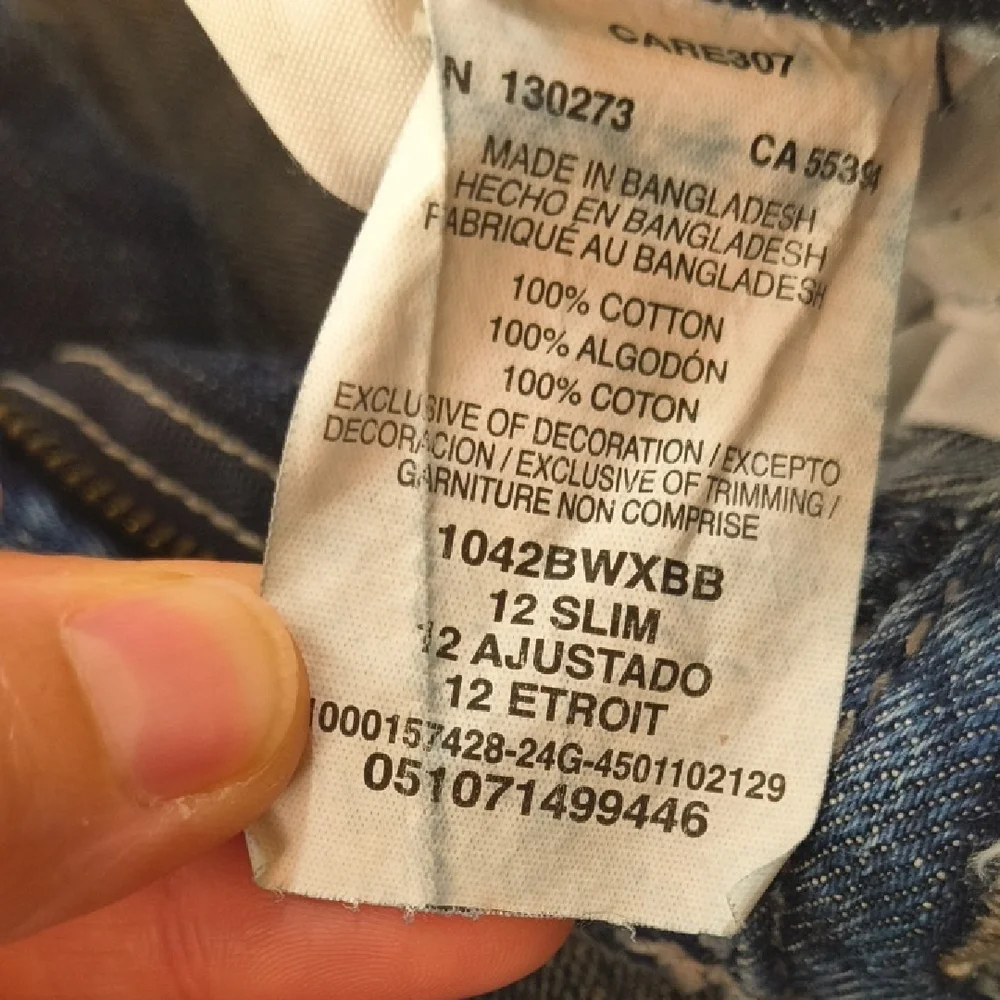 CARE307
N 130273
CA 55394
MADE IN BANGLADESH
HECHO EN BANGLADESH
FABRIQUÉ AU BANGLADESH
100% COTTON
100% ALGODÓN
100% COTON
EXCLUSIVE OF DECORATION / EXCEPTO
DECORACION / EXCLUSIVE OF TRIMMING /
GARNITURE NON COMPRISE
1042BWXBB
12 SLIM
12 AJUSTADO
12 ETROIT
1000157428-24G-4501102129
051071499446